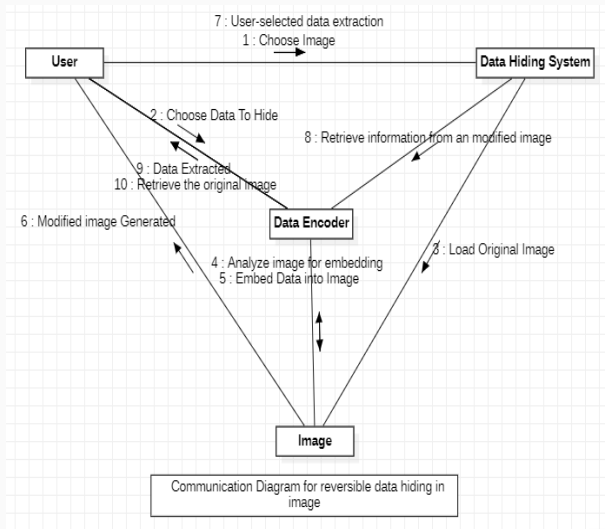 7 : User-selected data extraction
1 : Choose Image
User
Data Hiding System
2 : Choose Data To Hide
8 : Retrieve information from an modified image
9 : Data Extracted
10 : Retrieve the original image
6 : Modified image Generated
Data Encoder
3 : Load Original Image
4 : Analyze image for embedding
5 : Embed Data into Image
Image
Communication Diagram for reversible data hiding in
image